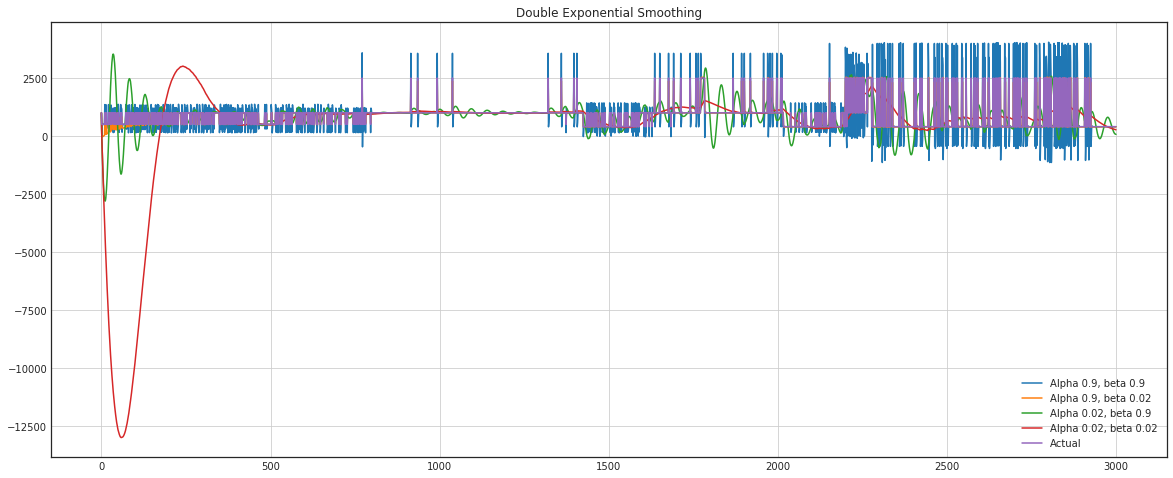 Double Exponential Smoothing
2500
0
−2500
−5000
−7500
−10000
−12500
Alpha 0.9, beta 0.9
Alpha 0.9, beta 0.02
Alpha 0.02, beta 0.9
Alpha 0.02, beta 0.02
Actual
0 500 1000 1500 2000 2500 3000